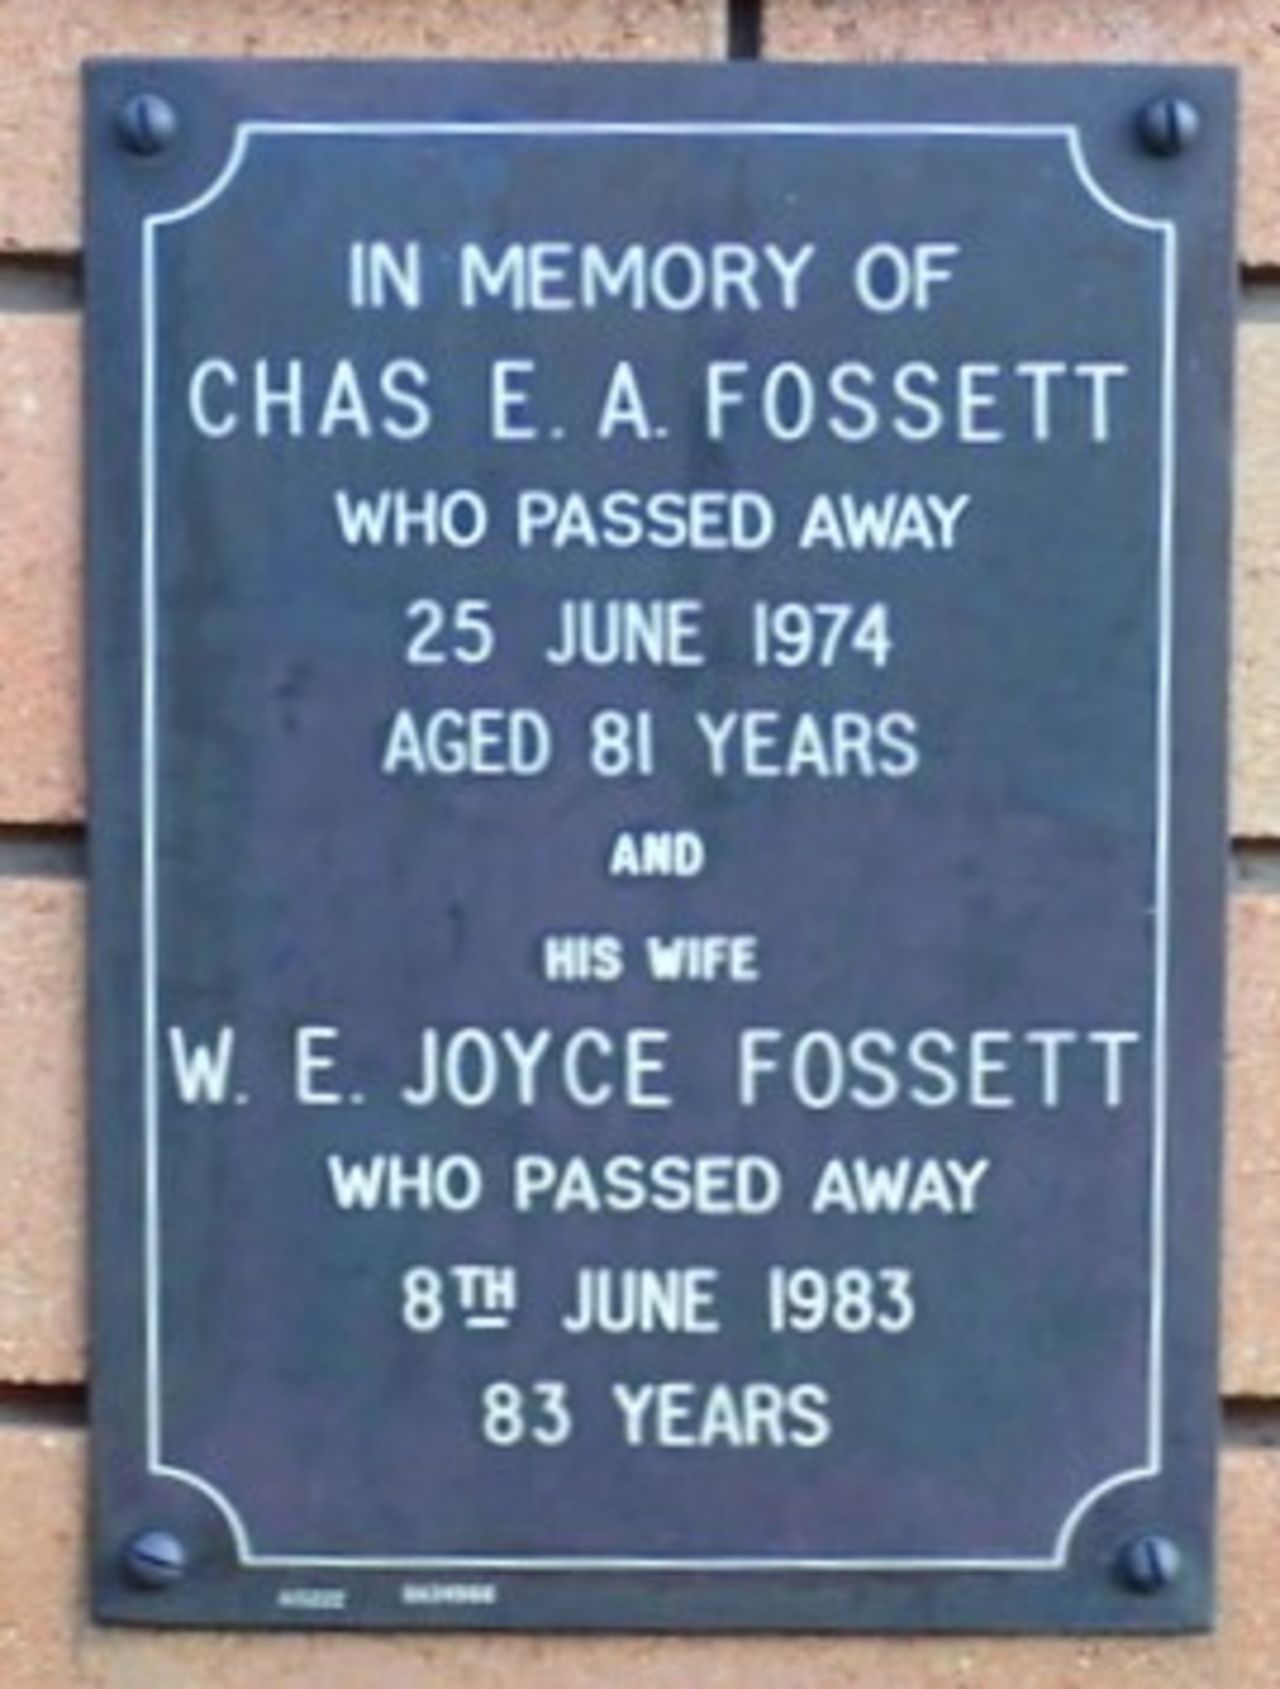 IN MEMORY OF
CHAS E. A. FOSSETT
WHO PASSED AWAY
25 JUNE 1974
AGED 81 YEARS
AND
HIS WIFE
W. E. JOYCE FOSSETT
WHO PASSED AWAY
8TH JUNE 1983
83 YEARS